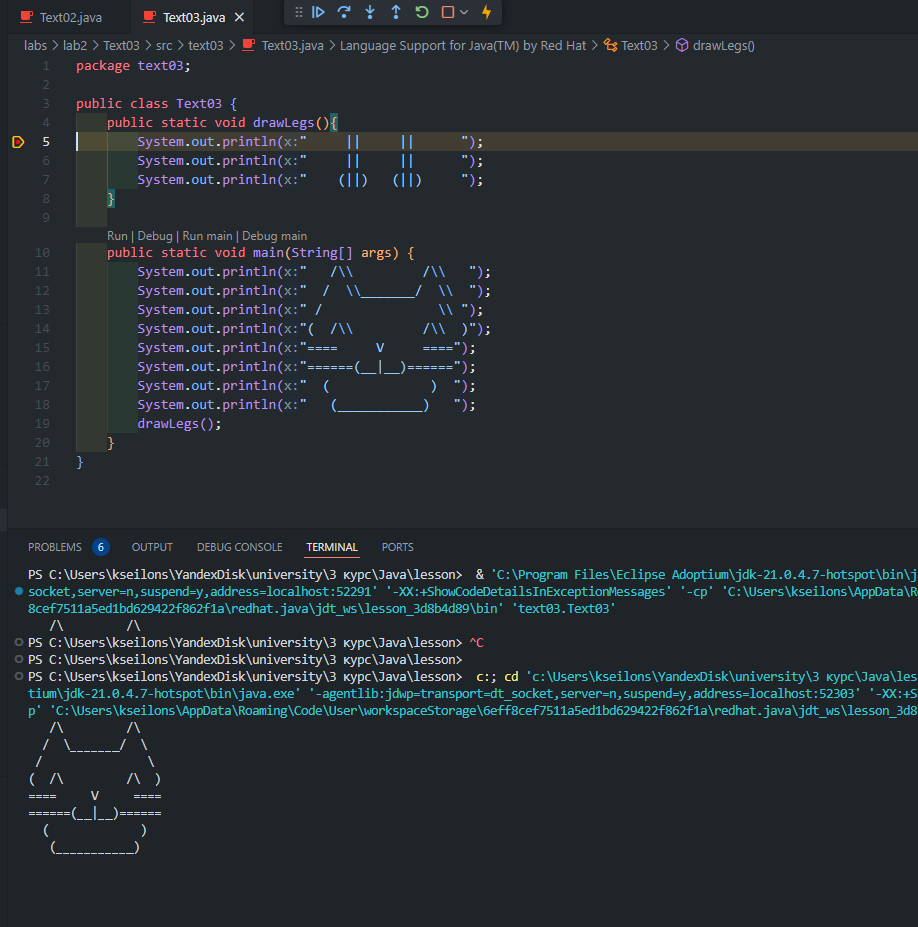 Text02.java Text03.java
labs > lab2 > Text03 > src > text03 > Text03.java > Language Support for Java(TM) by Red Hat > Text03 > drawLegs()
1 package text03;
2
3 public class Text03 {
4     public static void drawLegs(){
5         System.out.println(x:"     ||     ||      ");
6         System.out.println(x:"     ||     ||      ");
7         System.out.println(x:"    (||)   (||)     ");
8     }
9
Run | Debug | Run main | Debug main
10     public static void main(String[] args) {
11         System.out.println(x:"   /\\         /\\   ");
12         System.out.println(x:"  /  \\_______/  \\  ");
13         System.out.println(x:" /               \\ ");
14         System.out.println(x:"(  /\\         /\\  )");
15         System.out.println(x:"====     V     ====");
16         System.out.println(x:"======(__|__)======");
17         System.out.println(x:"  (             )  ");
18         System.out.println(x:"   (___________)   ");
19         drawLegs();
20     }
21 }
22
PROBLEMS 6 OUTPUT DEBUG CONSOLE TERMINAL PORTS
PS C:\Users\kseilons\YandexDisk\university\3 курс\Java\lesson>  & 'C:\Program Files\Eclipse Adoptium\jdk-21.0.4.7-hotspot\bin\j
socket,server=n,suspend=y,address=localhost:52291' '-XX:+ShowCodeDetailsInExceptionMessages' '-cp' 'C:\Users\kseilons\AppData\R
8cef7511a5ed1bd629422f862f1a\redhat.java\jdt_ws\lesson_3d8b4d89\bin' 'text03.Text03'
   /\         /\
PS C:\Users\kseilons\YandexDisk\university\3 курс\Java\lesson> ^C
PS C:\Users\kseilons\YandexDisk\university\3 курс\Java\lesson>
PS C:\Users\kseilons\YandexDisk\university\3 курс\Java\lesson>  c:; cd 'c:\Users\kseilons\YandexDisk\university\3 курс\Java\les
tium\jdk-21.0.4.7-hotspot\bin\java.exe' '-agentlib:jdwp=transport=dt_socket,server=n,suspend=y,address=localhost:52303' '-XX:+S
p' 'C:\Users\kseilons\AppData\Roaming\Code\User\workspaceStorage\6eff8cef7511a5ed1bd629422f862f1a\redhat.java\jdt_ws\lesson_3d8
   /\         /\
  /  \_______/  \
 /               \
(  /\         /\  )
====     V     ====
======(__|__)======
  (             )
   (___________)